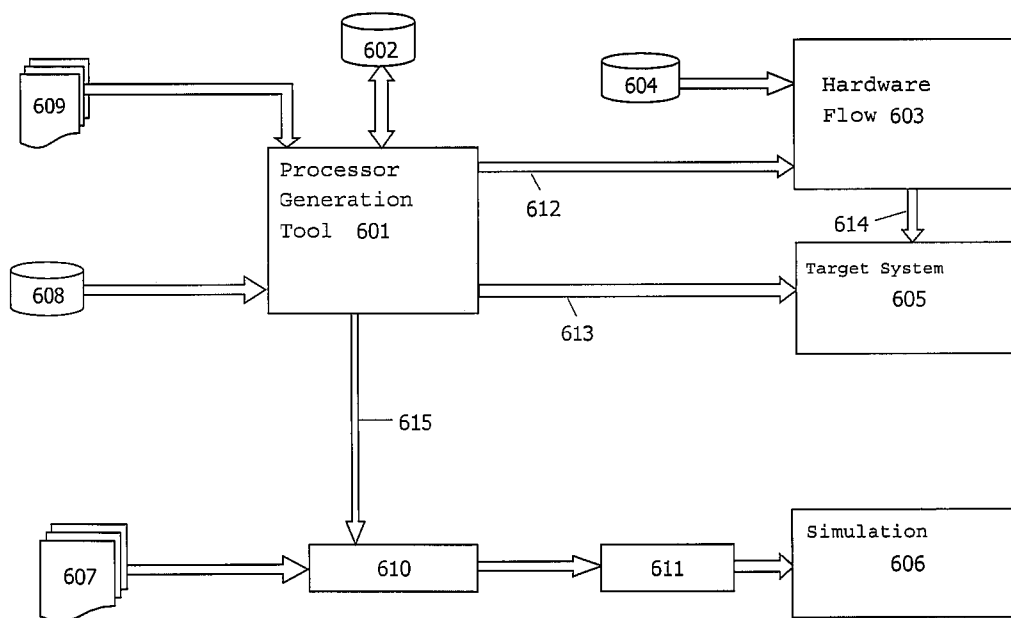 602
609
604
Hardware
Flow 603
Processor
Generation
Tool 601
612
614
Target System
605
608
613
615
Simulation
606
607
610
611